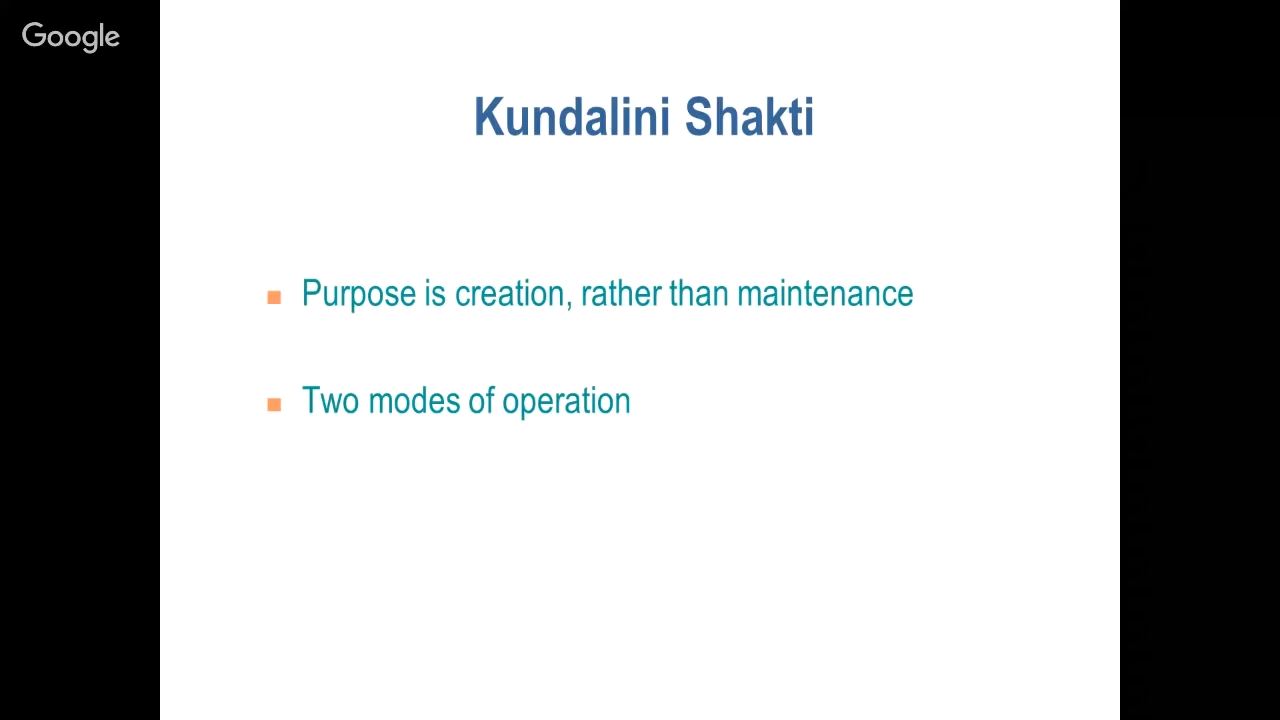 Google
Kundalini Shakti
Purpose is creation, rather than maintenance
Two modes of operation